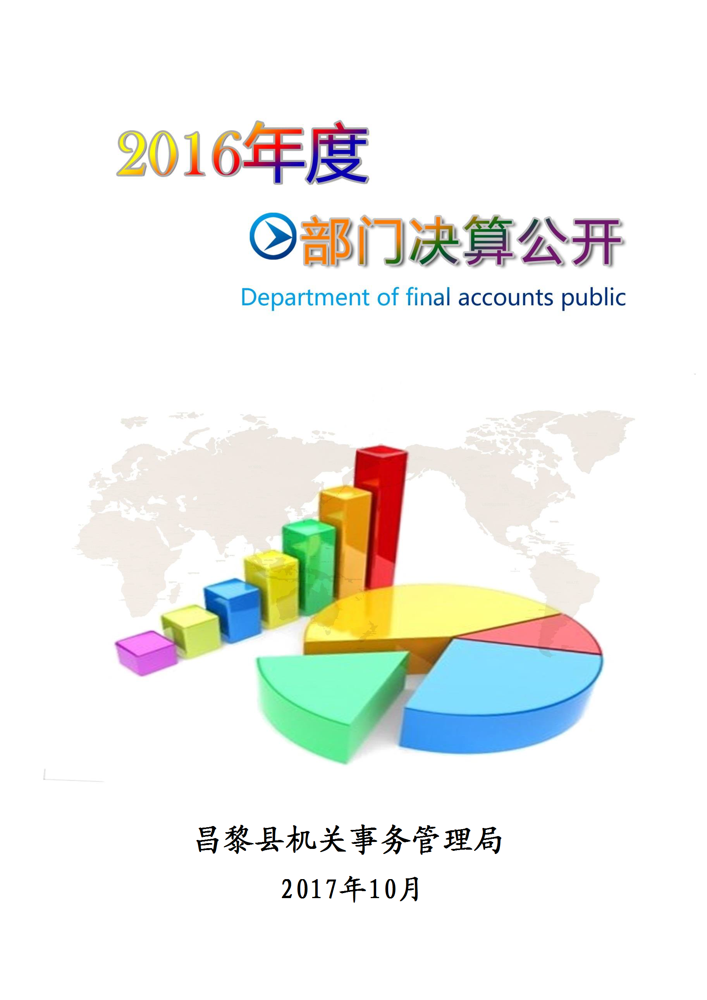 2016年度
部门决算公开
Department of final accounts public
昌黎县机关事务管理局
2017年10月